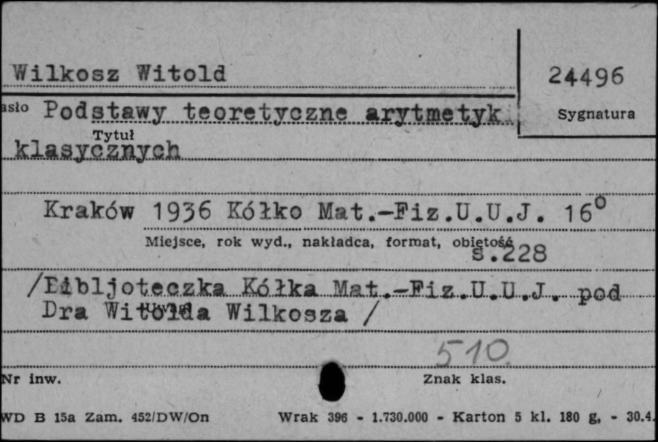 Wilkosz Witold
24496
asło Podstawy teoretyczne arytmetyk
Sygnatura
Tytuł
klasycznych
Kraków 1936 Kółko Mat.-Fiz.U.U.J. 16°
Miejsce, rok wyd., nakładca, format, objętość
s.228
/Bibljoteczka Kółka Mat.-Fiz.U.U.J. pod
Dra Witolda Wilkosza /
510
Nr inw.
Znak klas.
WD B 15a Zam. 452/DW/On
Wrak 396 - 1.730.000 - Karton 5 kl. 180 g, - 30.4.